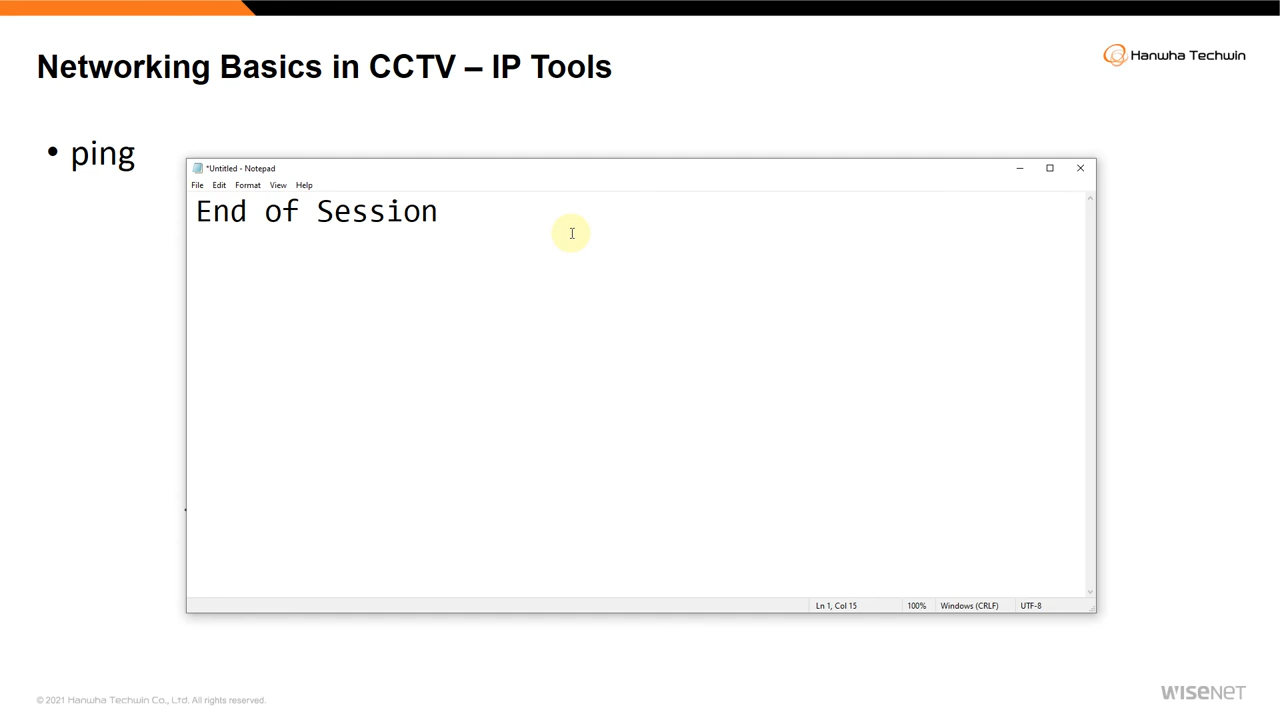 Networking Basics in CCTV – IP Tools
Hanwha Techwin
• ping
*Untitled - Notepad
File Edit Format View Help
End of Session
Ln 1, Col 15 100% Windows (CRLF) UTF-8
© 2021 Hanwha Techwin Co., Ltd. All rights reserved.
WISENET